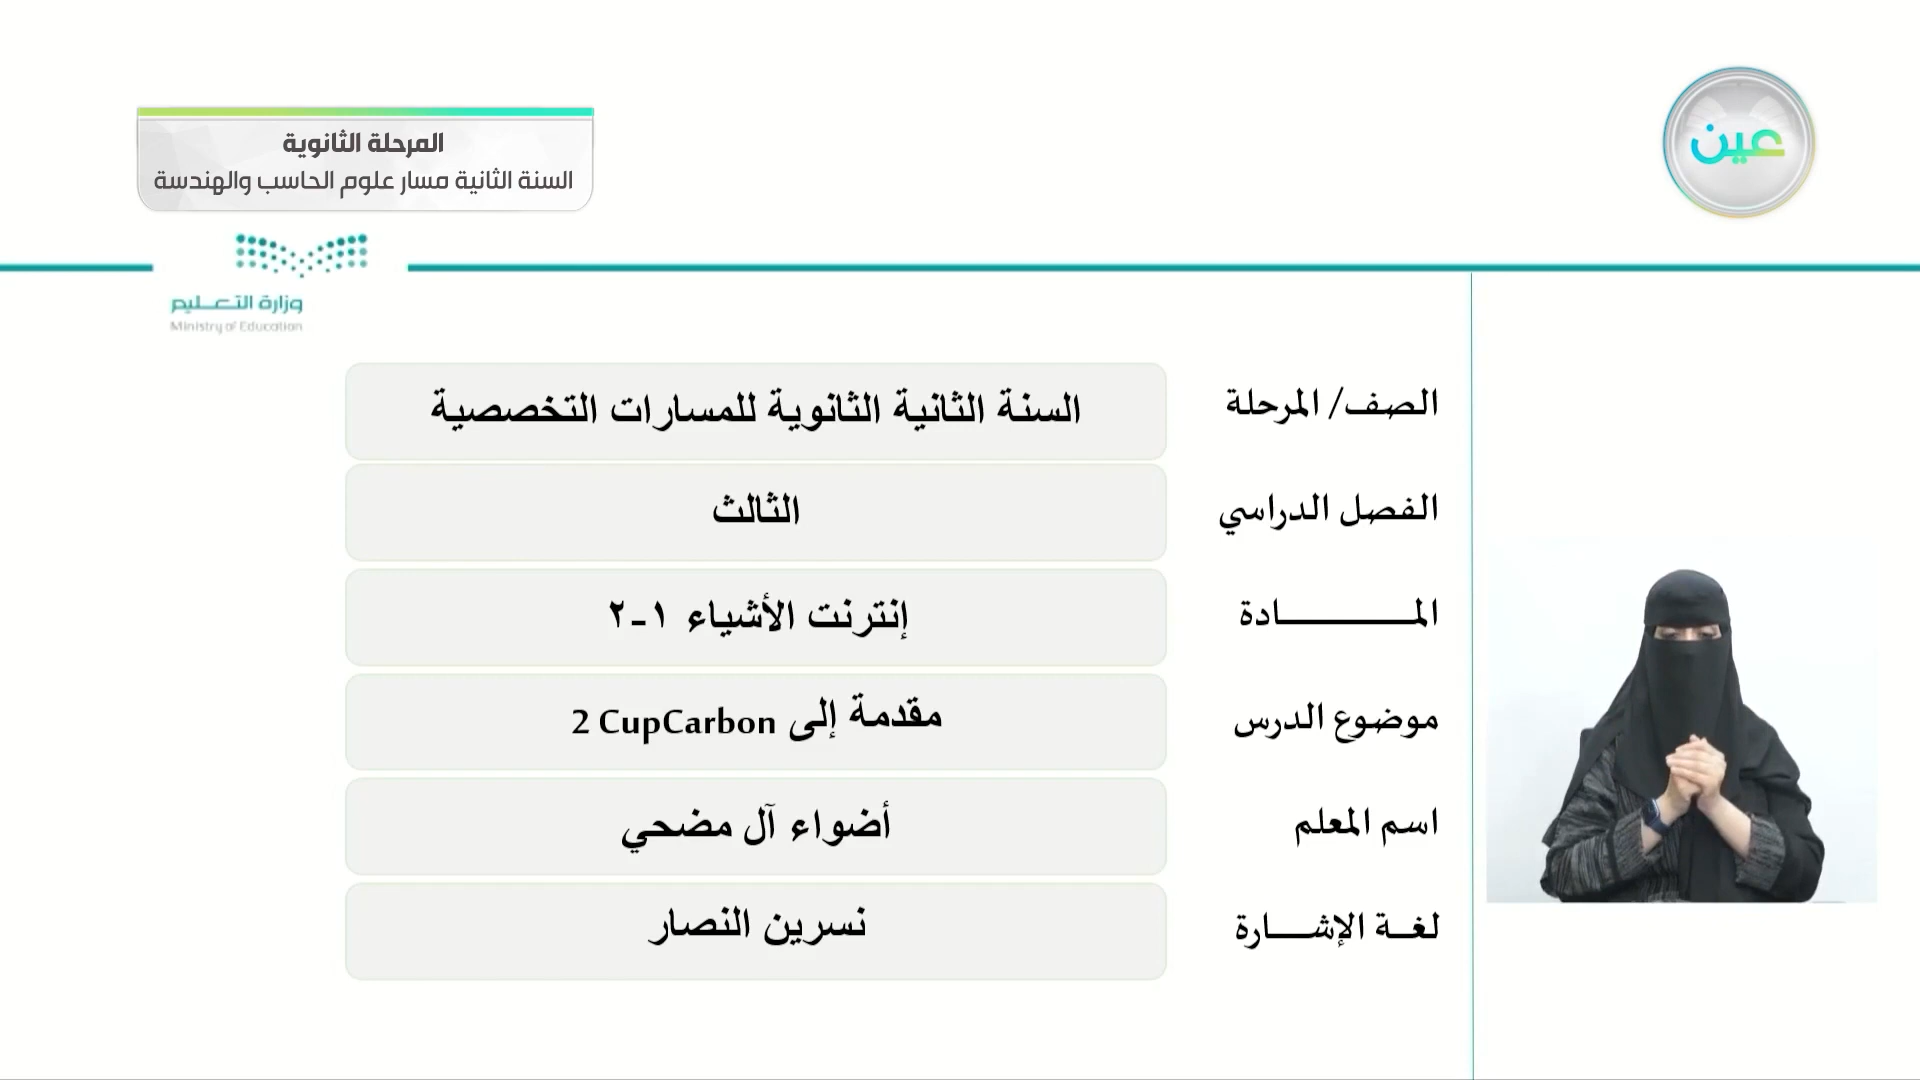 المرحلة الثانوية
السنة الثانية مسار علوم الحاسب والهندسة
عين
وزارة التعليم
Ministry of Education
الصف/ المرحلة
السنة الثانية الثانوية للمسارات التخصصية
الفصل الدراسي
الثالث
المـــــــــــادة
إنترنت الأشياء ١-٢
موضوع الدرس
مقدمة إلى CupCarbon 2
اسم المعلم
أضواء آل مضحي
لغـة الإشـــارة
نسرين النصار